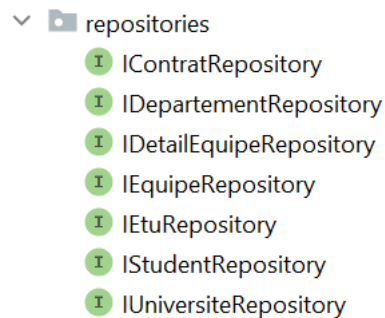 repositories
IContratRepository
IDepartementRepository
IDetailEquipeRepository
IEquipeRepository
IEtuRepository
IStudentRepository
IUniversiteRepository